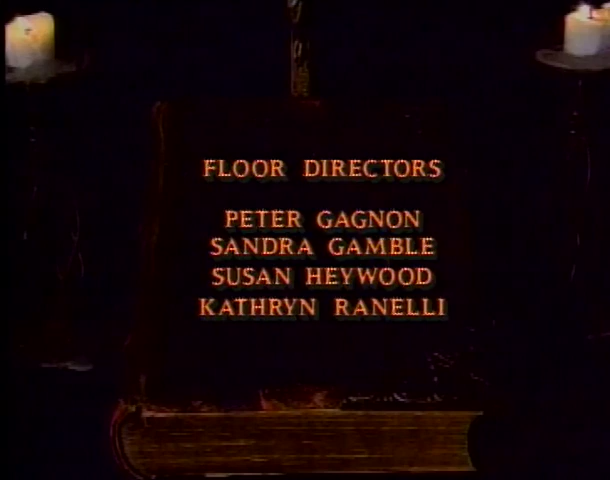 FLOOR DIRECTORS
PETER GAGNON
SANDRA GAMBLE
SUSAN HEYWOOD
KATHRYN RANELLI